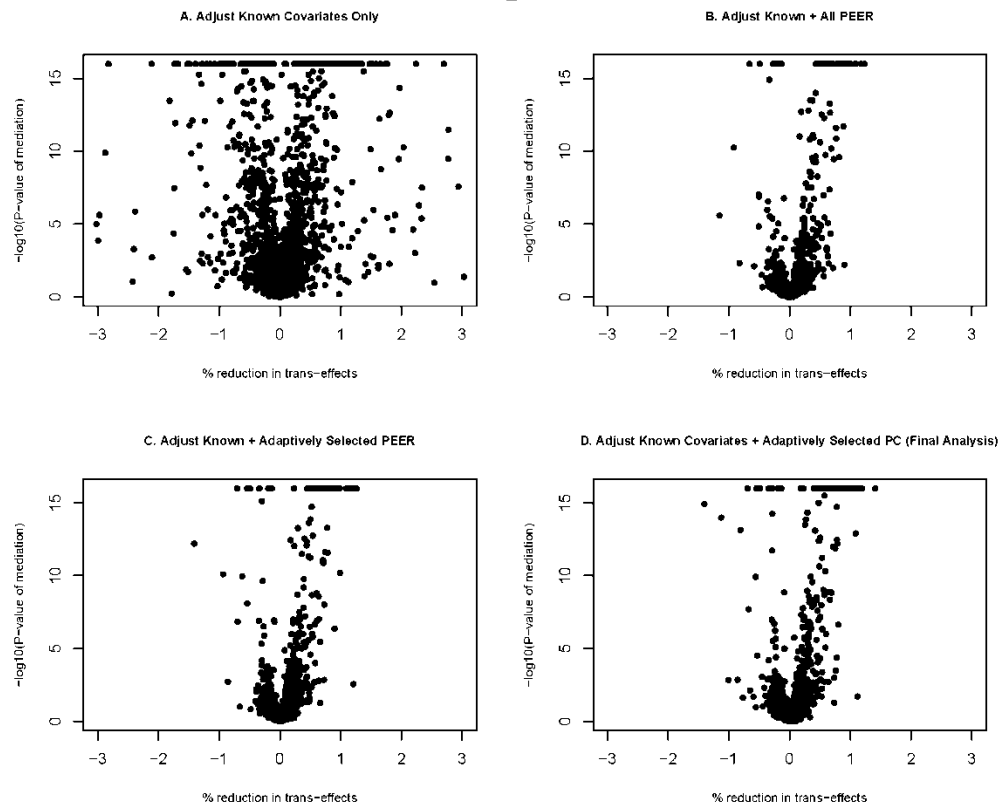 A. Adjust Known Covariates Only
−log10(P−value of mediation)
15
10
5
0
−3 −2 −1 0 1 2 3
% reduction in trans−effects
B. Adjust Known + All PEER
−log10(P−value of mediation)
15
10
5
0
−3 −2 −1 0 1 2 3
% reduction in trans−effects
C. Adjust Known + Adaptively Selected PEER
−log10(P−value of mediation)
15
10
5
0
−3 −2 −1 0 1 2 3
% reduction in trans−effects
D. Adjust Known Covariates + Adaptively Selected PC (Final Analysis)
−log10(P−value of mediation)
15
10
5
0
−3 −2 −1 0 1 2 3
% reduction in trans−effects